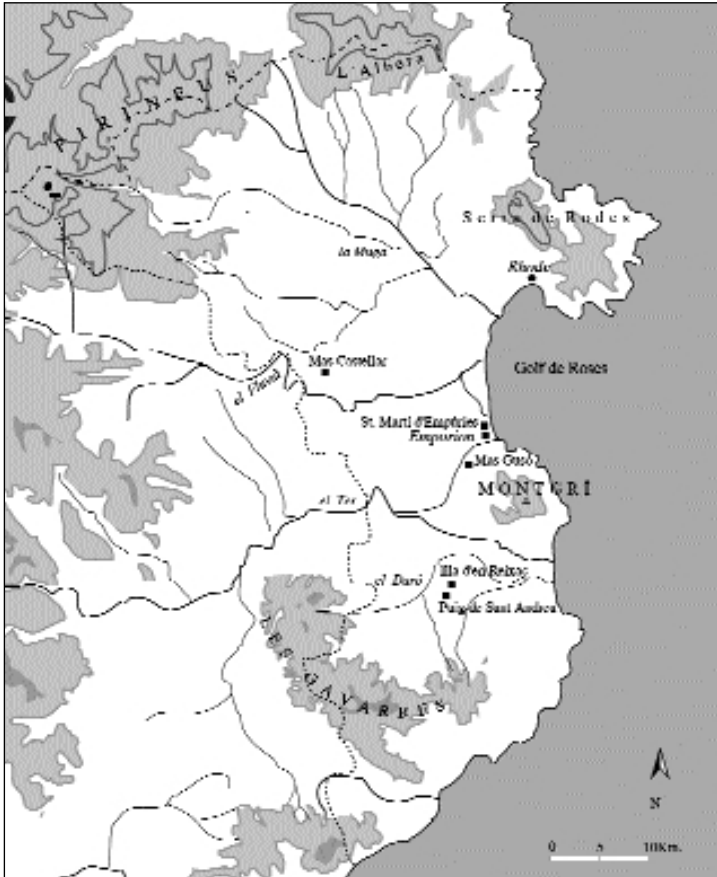 PIRINEUS
L'Albera
Serra de Rodes
Rhode
la Muga
Mas Castellar
Golf de Roses
el Fluvià
St. Martí d'Empúries
Emporion
Mas Gusó
MONTGRÍ
el Ter
Illa d'en Reixac
el Daró
Puig de Sant Andreu
LES GAVARRES
N
0 5 10Km.